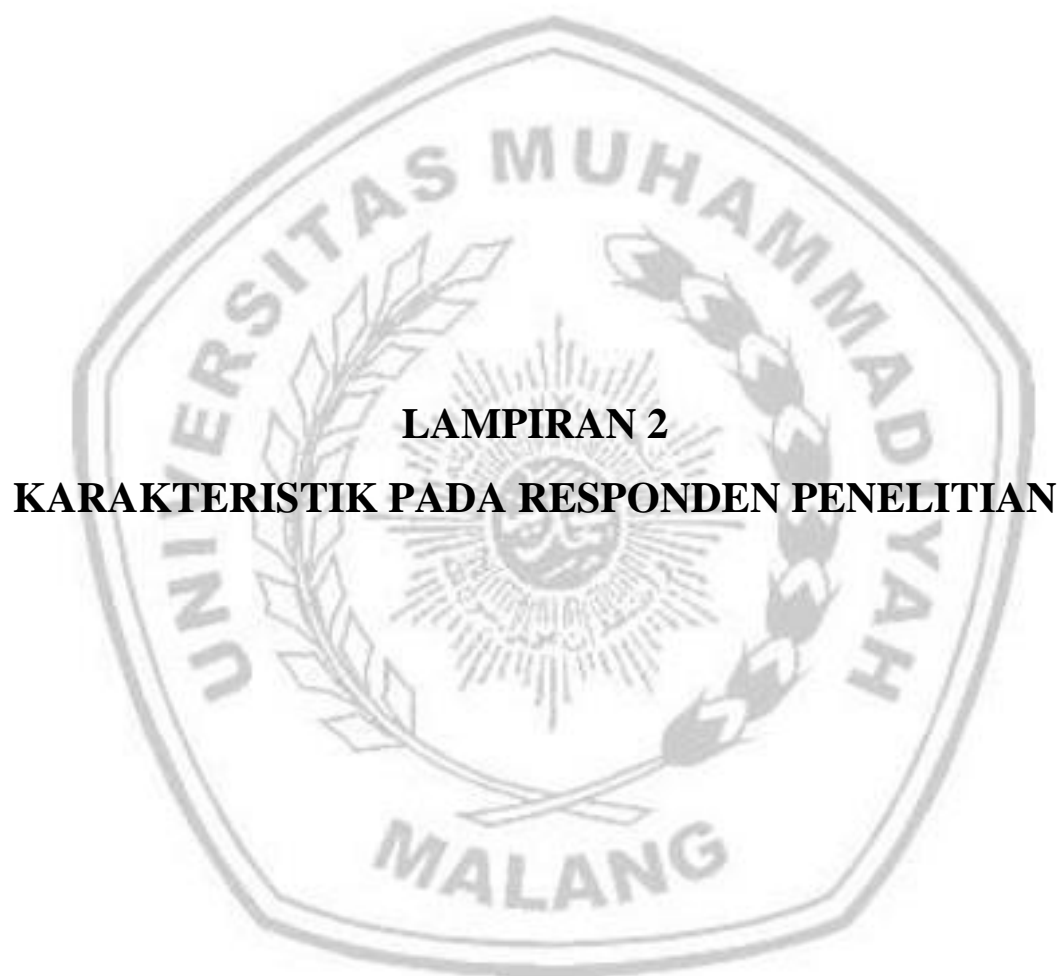 UNIVERSITAS MUHAMMADIYAH
LAMPIRAN 2
KARAKTERISTIK PADA RESPONDEN PENELITIAN
MALANG